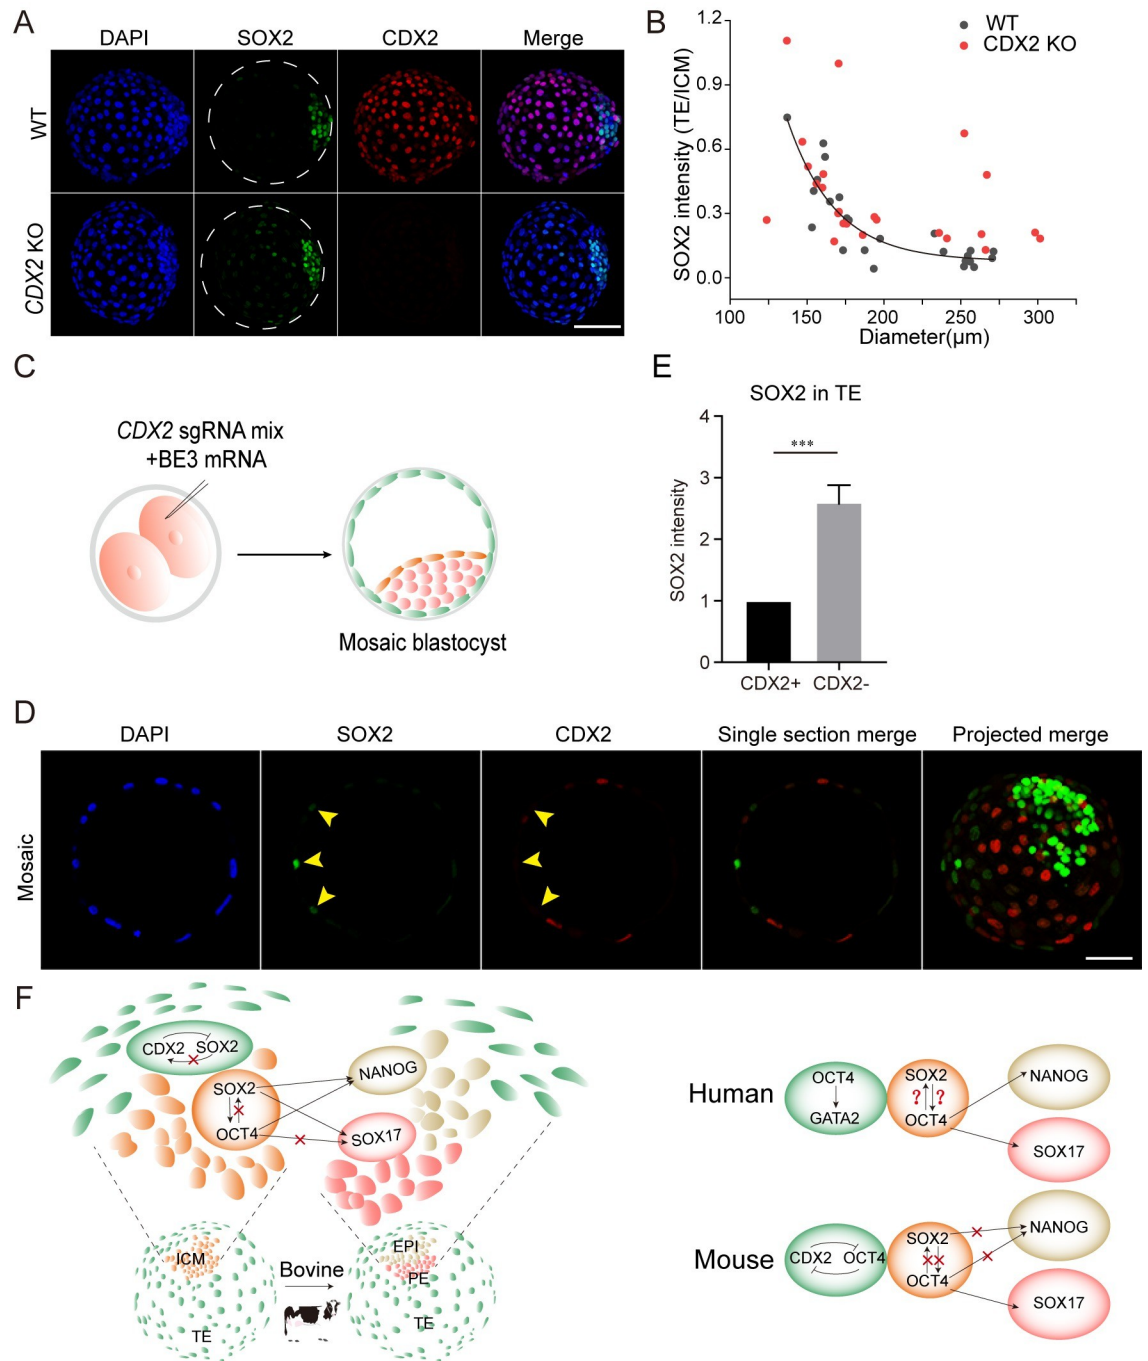 A
DAPI SOX2 CDX2 Merge
WT
CDX2 KO
B
SOX2 intensity (TE/ICM)
1.2
0.9
0.6
0.3
0.0
100 150 200 250 300
Diameter(μm)
WT
CDX2 KO
C
CDX2 sgRNA mix
+BE3 mRNA
Mosaic blastocyst
E
SOX2 in TE
SOX2 intensity
4
3
2
1
0
***
CDX2+ CDX2-
D
DAPI SOX2 CDX2 Single section merge Projected merge
Mosaic
F
CDX2 SOX2
SOX2
OCT4
NANOG
SOX17
ICM
TE
Bovine
EPI
PE
TE
Human
OCT4
GATA2
SOX2
? ?
OCT4
NANOG
SOX17
Mouse
CDX2 OCT4
SOX2
OCT4
NANOG
SOX17